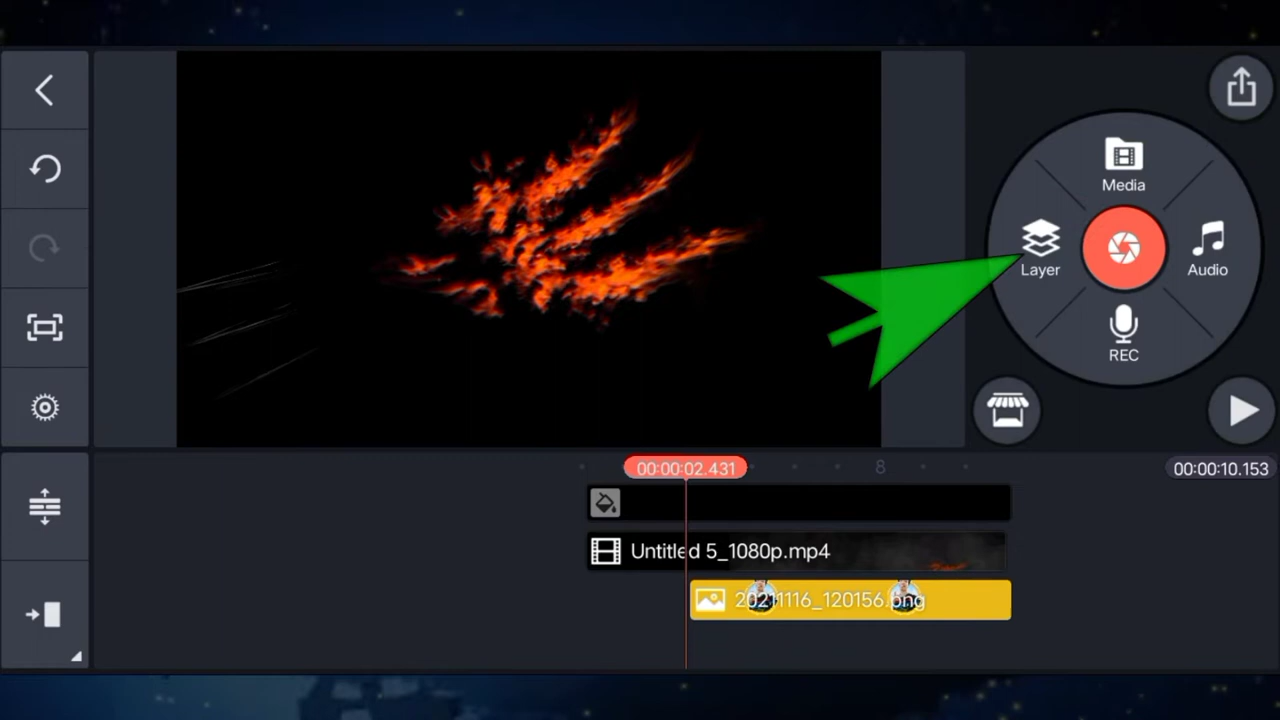 Media
Layer
Audio
REC
00:00:02.431
8
00:00:10.153
Untitled 5_1080p.mp4
20211116_120156.png